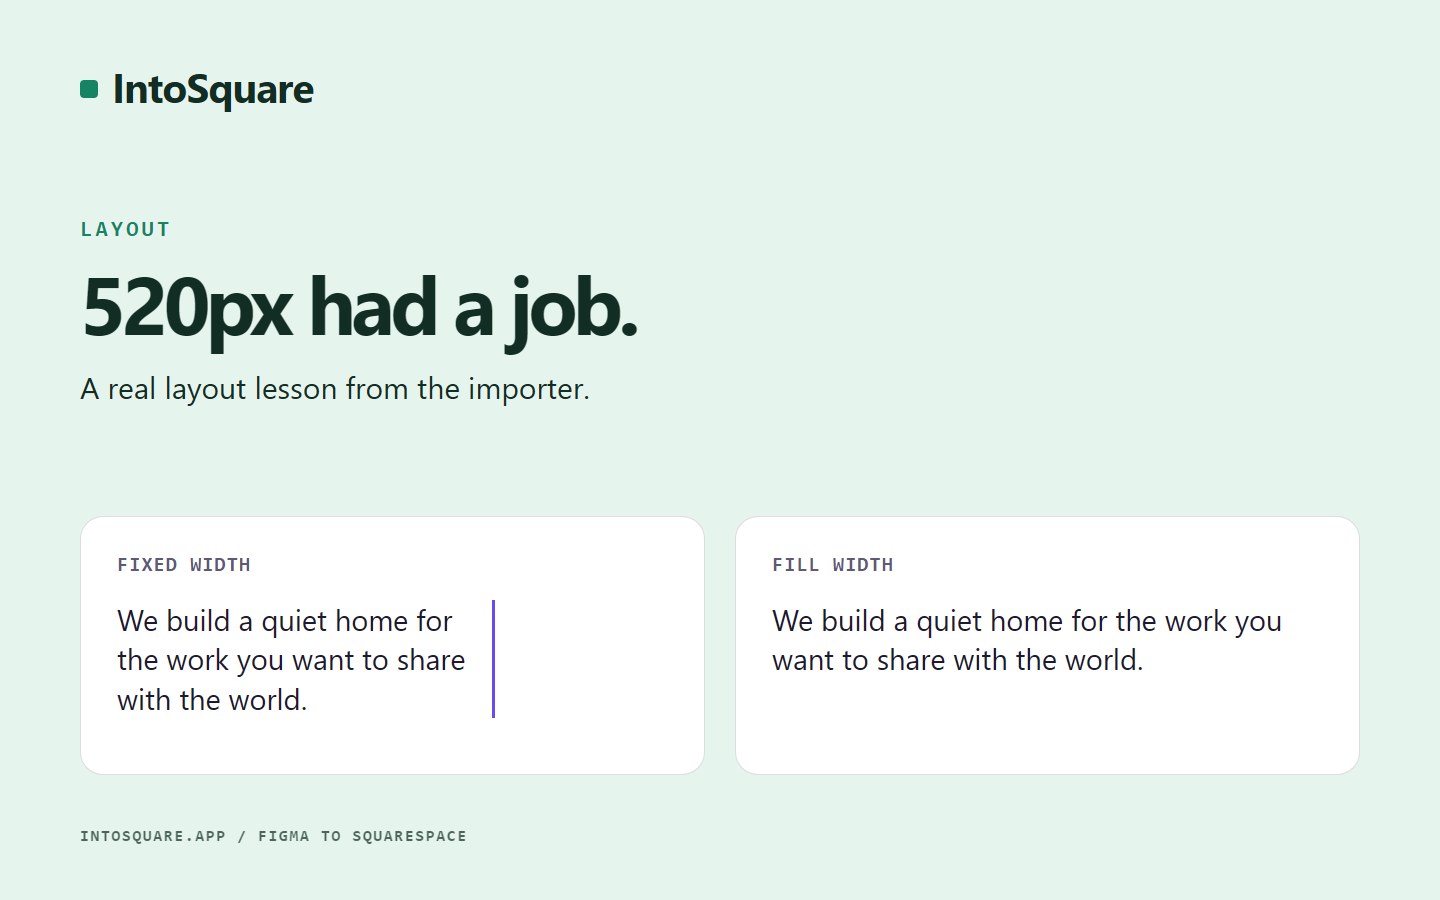 IntoSquare
LAYOUT
520px had a job.
A real layout lesson from the importer.
FIXED WIDTH
We build a quiet home for
the work you want to share
with the world.
FILL WIDTH
We build a quiet home for the work you
want to share with the world.
INTOSQUARE.APP / FIGMA TO SQUARESPACE